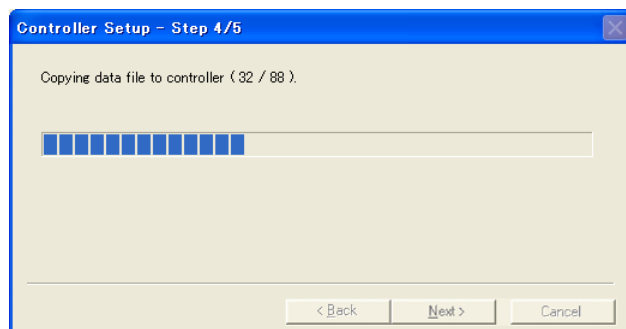 Controller Setup - Step 4/5
Copying data file to controller ( 32 / 88 ).
< Back
Next >
Cancel